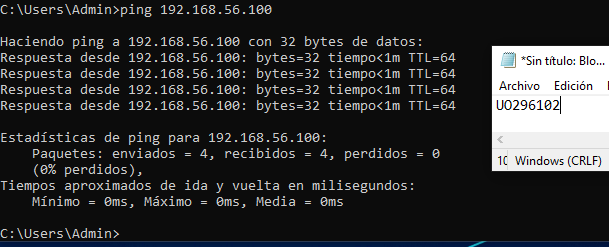 C:\Users\Admin>ping 192.168.56.100
Haciendo ping a 192.168.56.100 con 32 bytes de datos:
Respuesta desde 192.168.56.100: bytes=32 tiempo<1m TTL=64
Respuesta desde 192.168.56.100: bytes=32 tiempo<1m TTL=64
Respuesta desde 192.168.56.100: bytes=32 tiempo<1m TTL=64
Respuesta desde 192.168.56.100: bytes=32 tiempo<1m TTL=64
Estadísticas de ping para 192.168.56.100:
Paquetes: enviados = 4, recibidos = 4, perdidos = 0
(0% perdidos),
Tiempos aproximados de ida y vuelta en milisegundos:
Mínimo = 0ms, Máximo = 0ms, Media = 0ms
C:\Users\Admin>
*Sin título: Blo...
Archivo Edición
UO296102
Windows (CRLF)